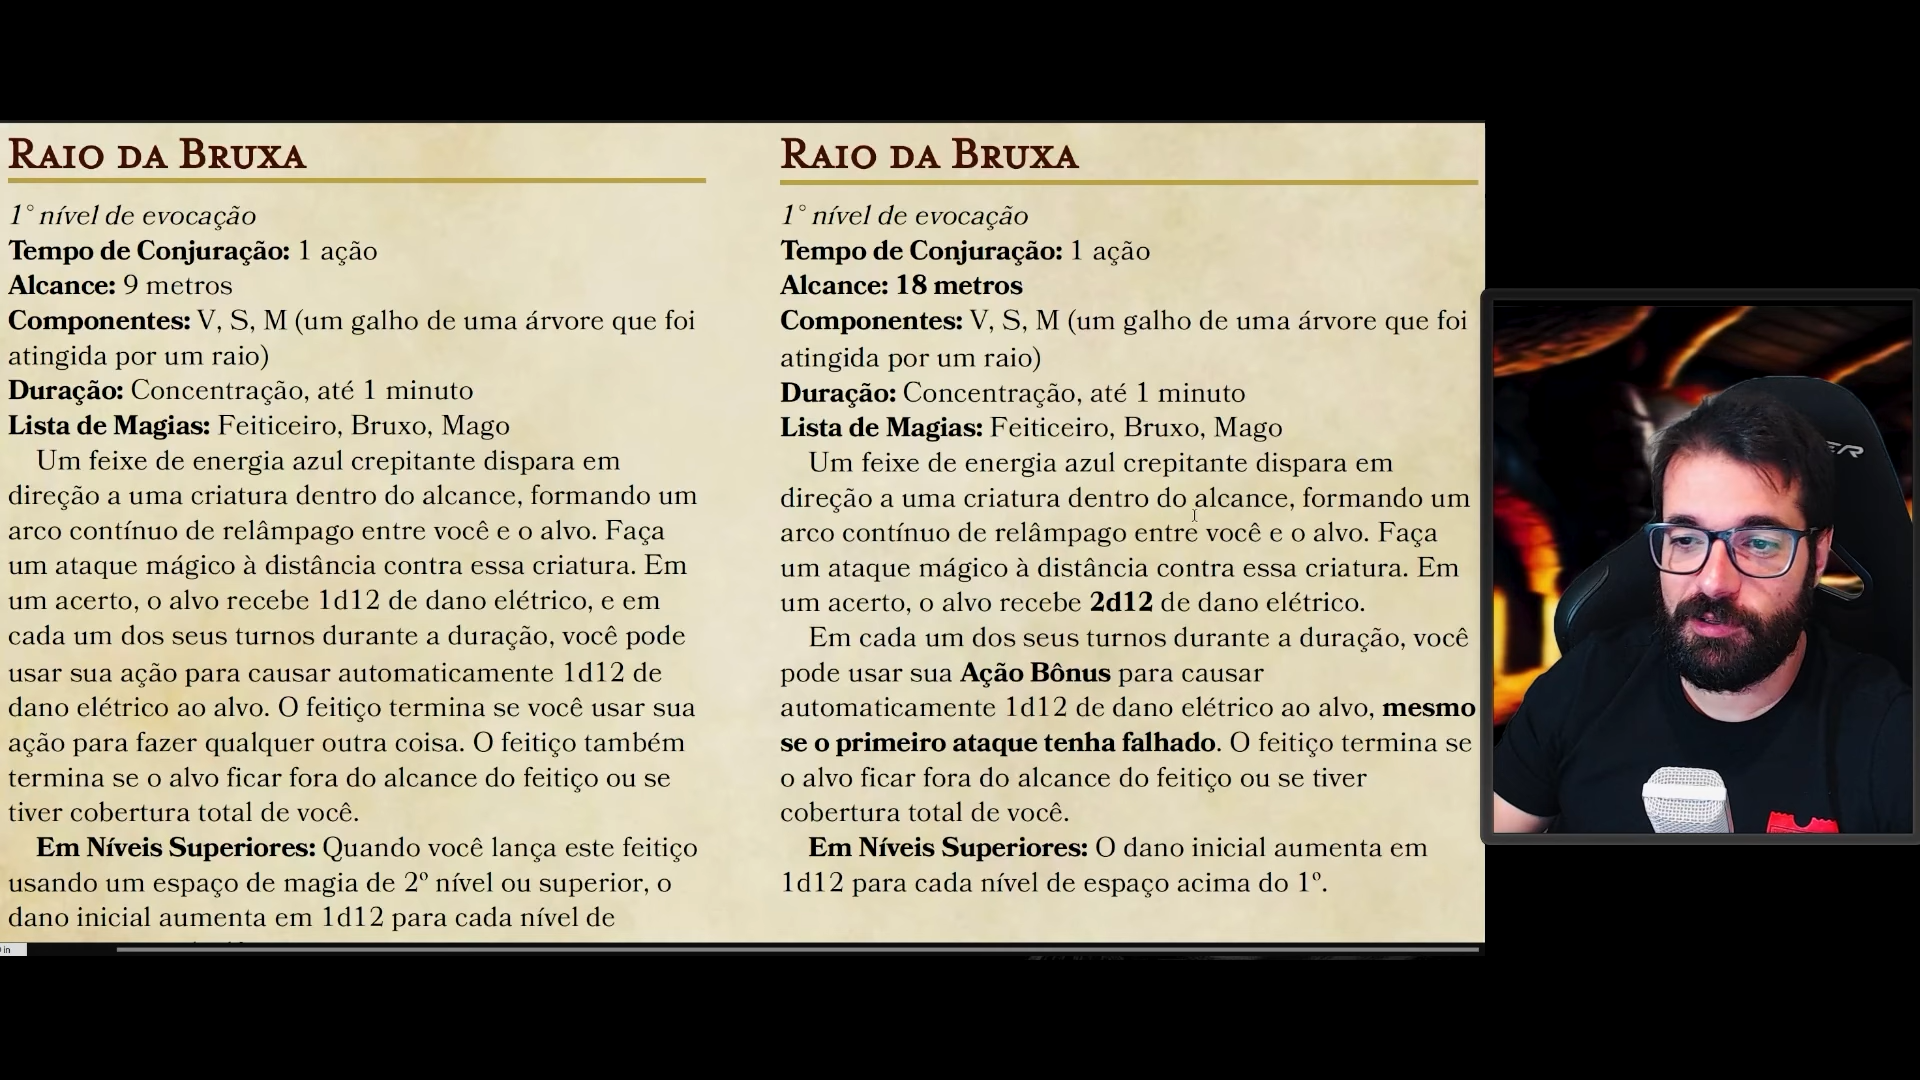 RAIO DA BRUXA
1° nível de evocação
Tempo de Conjuração: 1 ação
Alcance: 9 metros
Componentes: V, S, M (um galho de uma árvore que foi
atingida por um raio)
Duração: Concentração, até 1 minuto
Lista de Magias: Feiticeiro, Bruxo, Mago
Um feixe de energia azul crepitante dispara em
direção a uma criatura dentro do alcance, formando um
arco contínuo de relâmpago entre você e o alvo. Faça
um ataque mágico à distância contra essa criatura. Em
um acerto, o alvo recebe 1d12 de dano elétrico, e em
cada um dos seus turnos durante a duração, você pode
usar sua ação para causar automaticamente 1d12 de
dano elétrico ao alvo. O feitiço termina se você usar sua
ação para fazer qualquer outra coisa. O feitiço também
termina se o alvo ficar fora do alcance do feitiço ou se
tiver cobertura total de você.
Em Níveis Superiores: Quando você lança este feitiço
usando um espaço de magia de 2º nível ou superior, o
dano inicial aumenta em 1d12 para cada nível de
in
RAIO DA BRUXA
1° nível de evocação
Tempo de Conjuração: 1 ação
Alcance: 18 metros
Componentes: V, S, M (um galho de uma árvore que foi
atingida por um raio)
Duração: Concentração, até 1 minuto
Lista de Magias: Feiticeiro, Bruxo, Mago
Um feixe de energia azul crepitante dispara em
direção a uma criatura dentro do alcance, formando um
arco contínuo de relâmpago entre você e o alvo. Faça
um ataque mágico à distância contra essa criatura. Em
um acerto, o alvo recebe 2d12 de dano elétrico.
Em cada um dos seus turnos durante a duração, você
pode usar sua Ação Bônus para causar
automaticamente 1d12 de dano elétrico ao alvo, mesmo
se o primeiro ataque tenha falhado. O feitiço termina se
o alvo ficar fora do alcance do feitiço ou se tiver
cobertura total de você.
Em Níveis Superiores: O dano inicial aumenta em
1d12 para cada nível de espaço acima do 1º.
ER